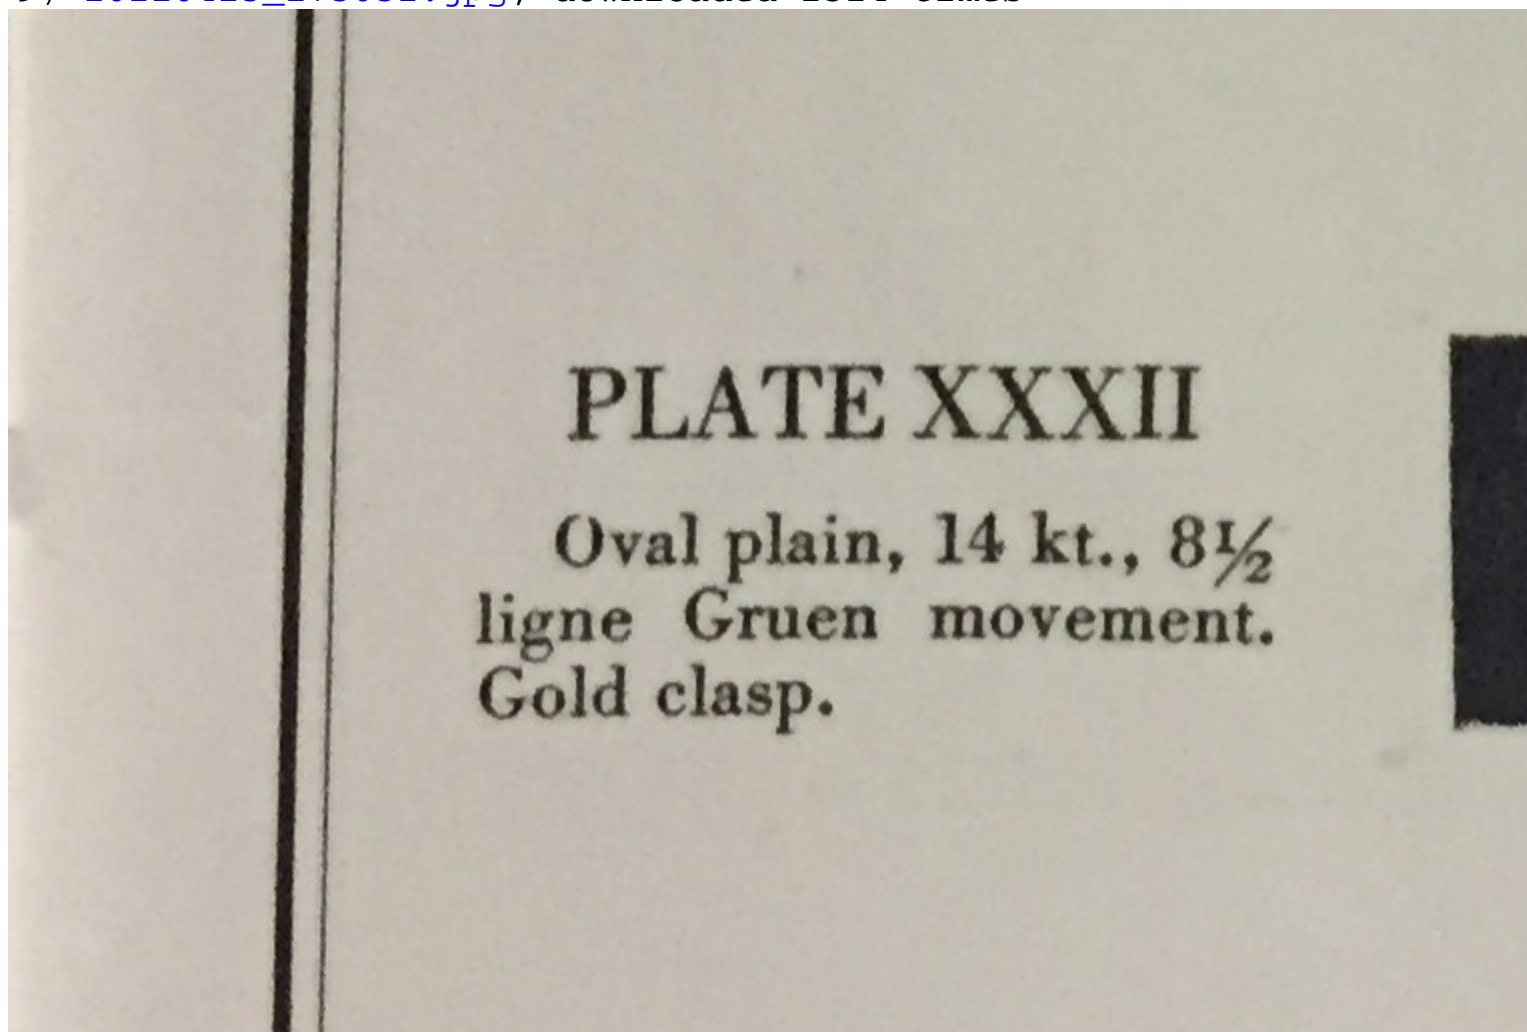 PLATE XXXII
Oval plain, 14 kt., 8½
ligne Gruen movement.
Gold clasp.